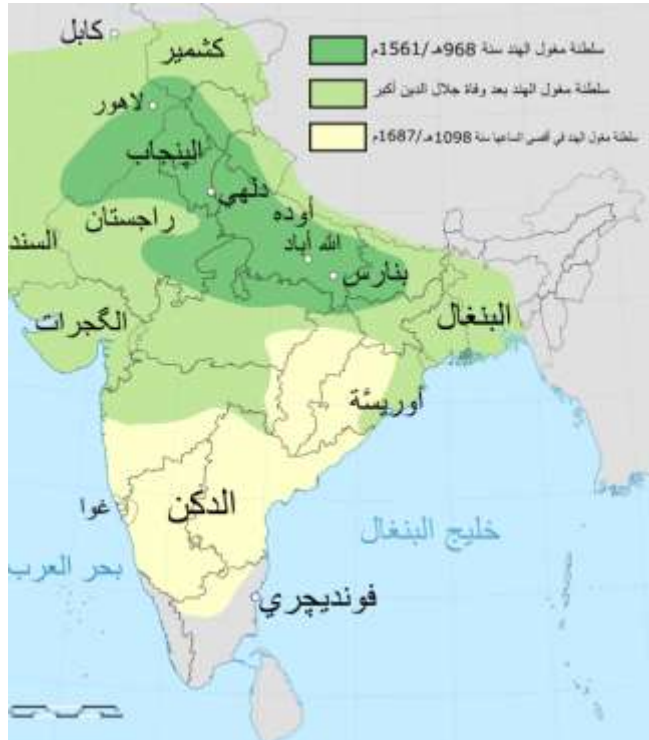 كابل
كشمير
سلطنة مغول الهند سنة 968هـ/1561م
سلطنة مغول الهند بعد وفاة جلال الدين أكبر
سلطنة مغول الهند في أقصى اتساعها سنة 1098هـ/1687م
لاهور
الپنجاب
دلهي
راجستان
أوده
الله أباد
السند
بنارس
الگجرات
البنغال
أوريسة
الدكن
غوا
خليج البنغال
بحر العرب
فونديچري